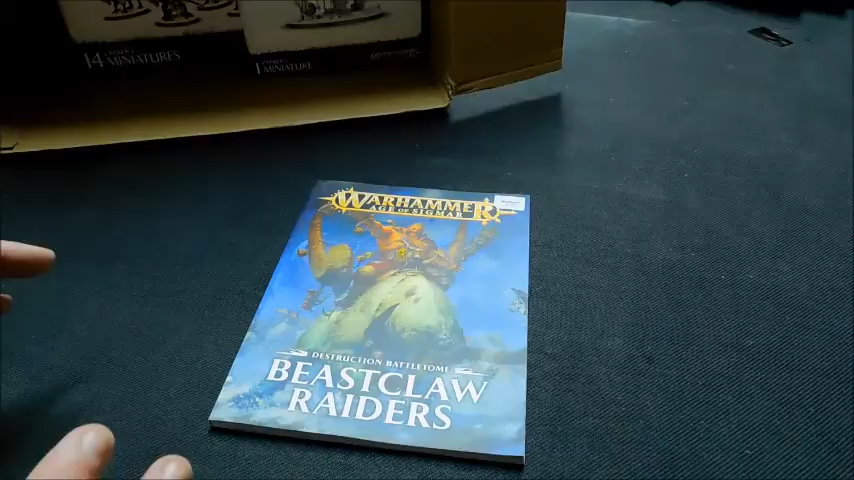 14 MINIATURES
1 MINIATURE
WARHAMMER
AGE OF SIGMAR
DESTRUCTION BATTLETOME
BEASTCLAW
RAIDERS